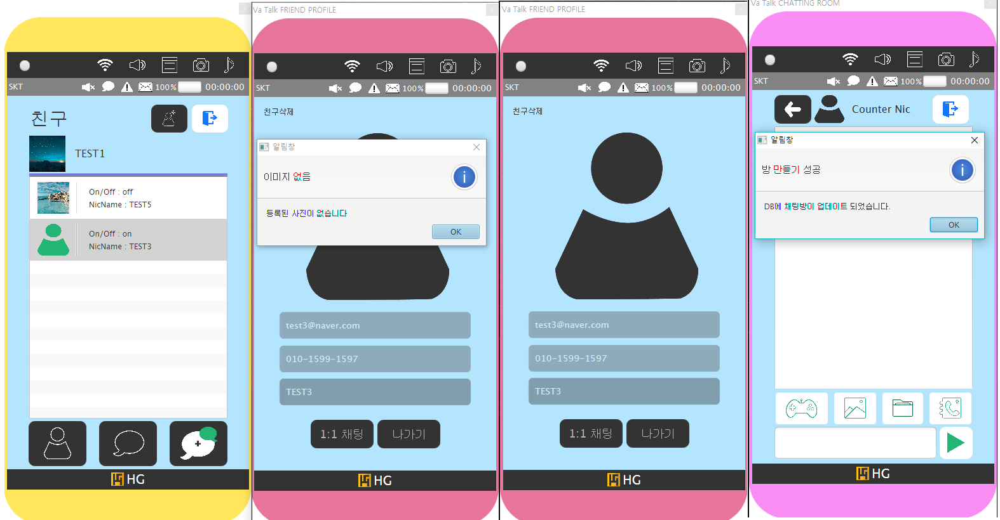 SKT
100%
00:00:00
친구
TEST1
On/Off : off
NicName : TEST5
On/Off : on
NicName : TEST3
HG
Va Talk FRIEND PROFILE
SKT
100%
00:00:00
친구삭제
알림창
이미지 없음
등록된 사진이 없습니다
OK
test3@naver.com
010-1599-1597
TEST3
1:1 채팅
나가기
HG
Va Talk FRIEND PROFILE
SKT
100%
00:00:00
친구삭제
test3@naver.com
010-1599-1597
TEST3
1:1 채팅
나가기
HG
Va Talk CHATTING ROOM
SKT
100%
00:00:00
Counter Nic
알림창
방 만들기 성공
DB에 채팅방이 업데이트 되었습니다.
OK
HG